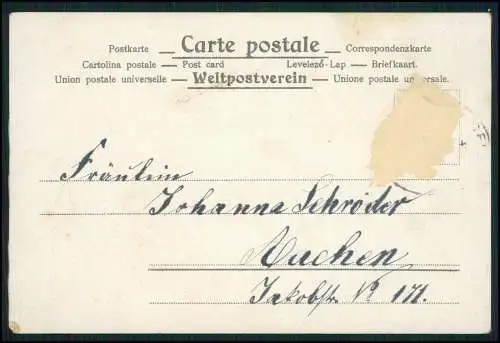 Postkarte — Carte postale — Correspondenzkarte
Cartolina postale — Post card Levelező-Lap — Briefkaart.
Union postale universelle — Weltpostverein — Unione postale universale.
Fräulein
Johanna Schröder
Aachen
Jakobstr. No 171.